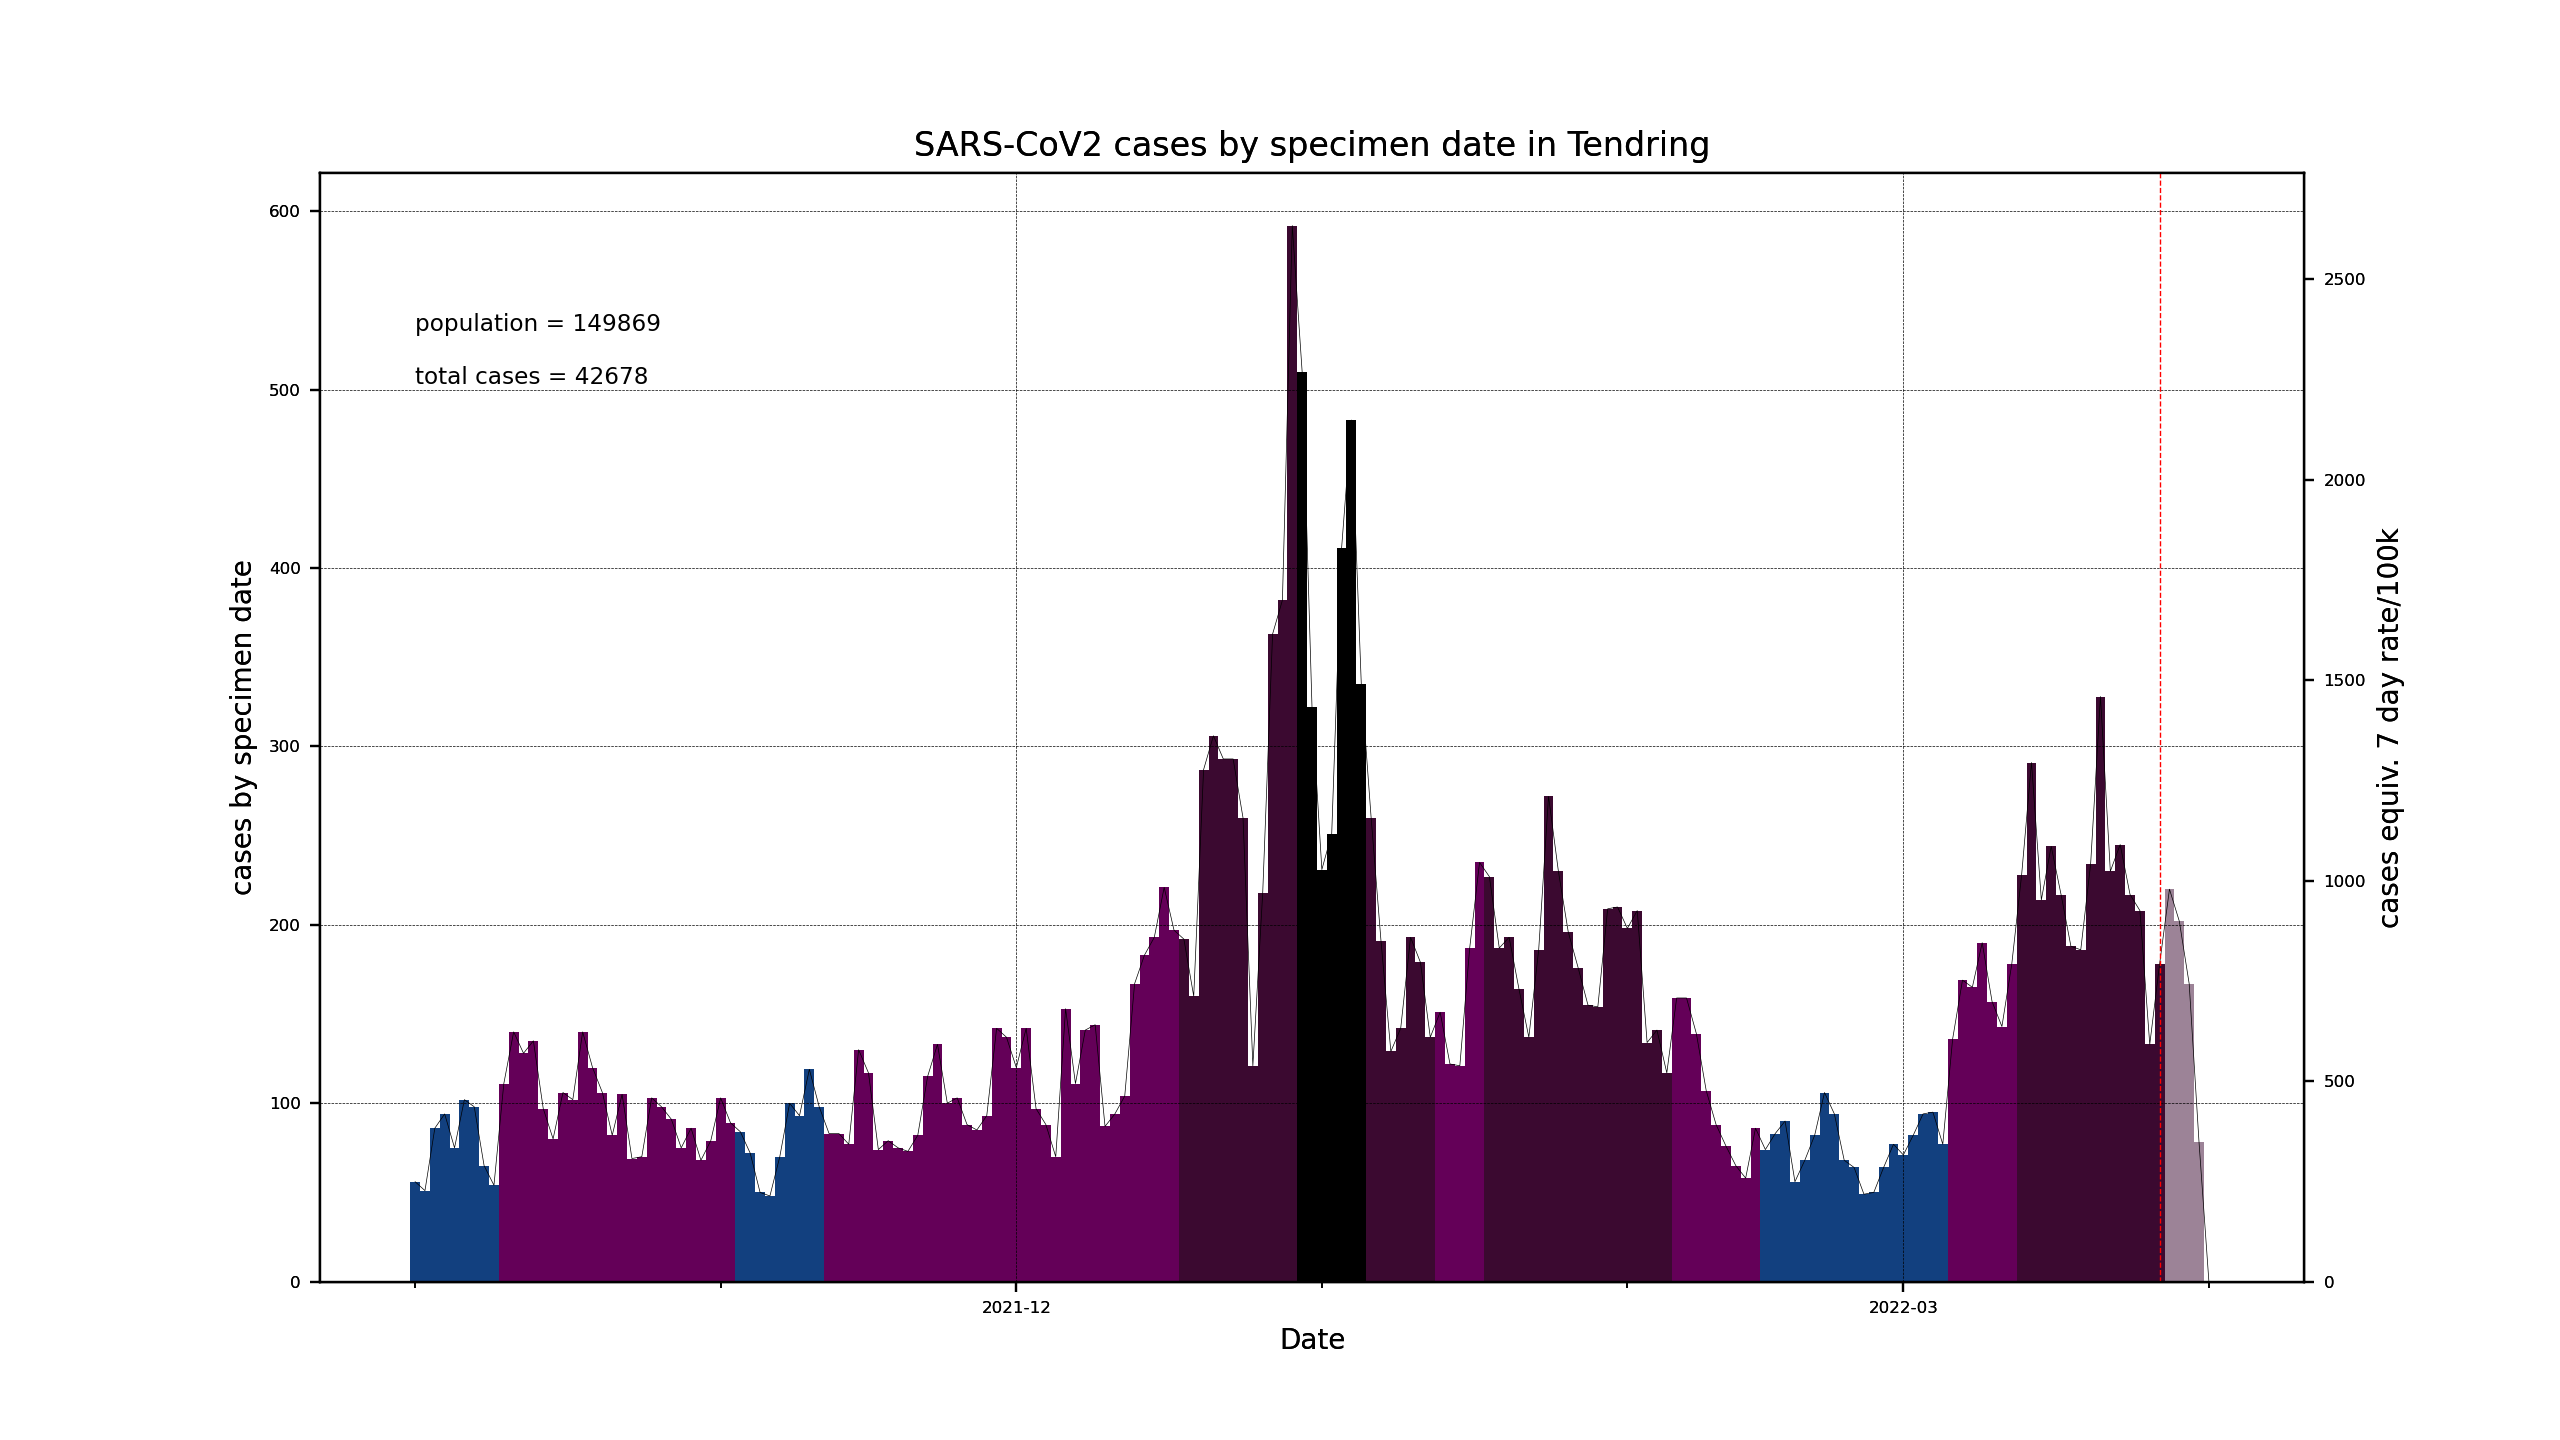 SARS-CoV2 cases by specimen date in Tendring
population = 149869
total cases = 42678
cases by specimen date
600
500
400
300
200
100
0
2500
2000
1500
1000
500
0
cases equiv. 7 day rate/100k
2021-12
2022-03
Date